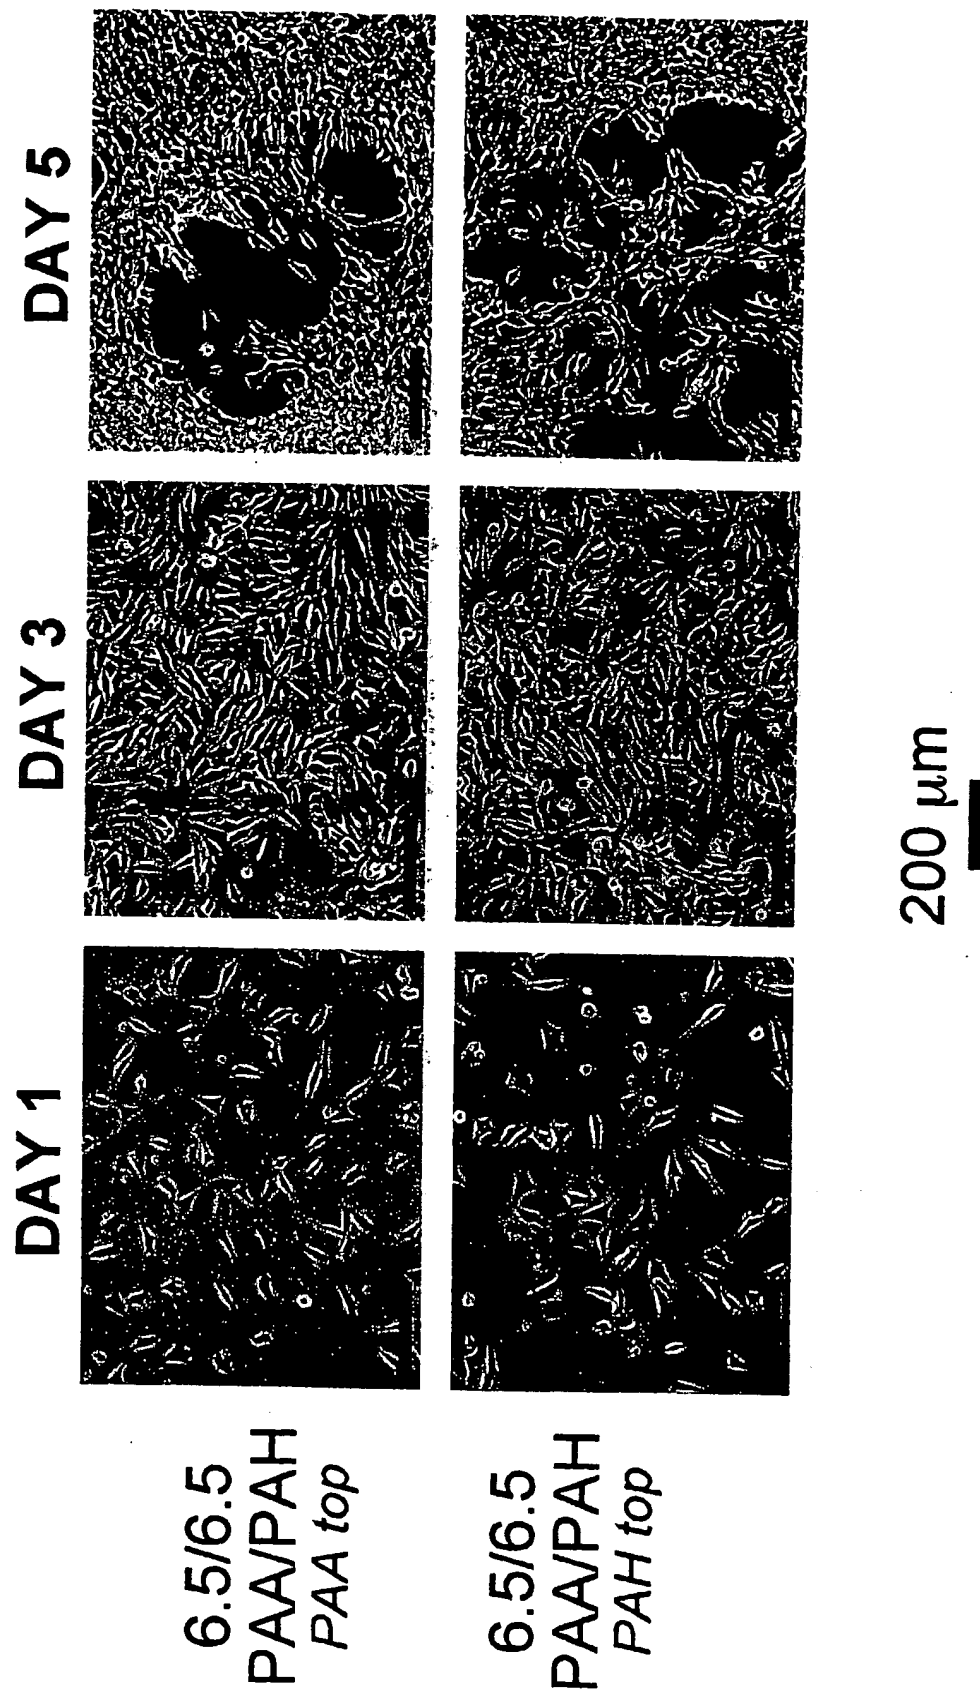 DAY 1
DAY 3
DAY 5
6.5/6.5
PAA/PAH
PAA top
6.5/6.5
PAA/PAH
PAH top
200 μm